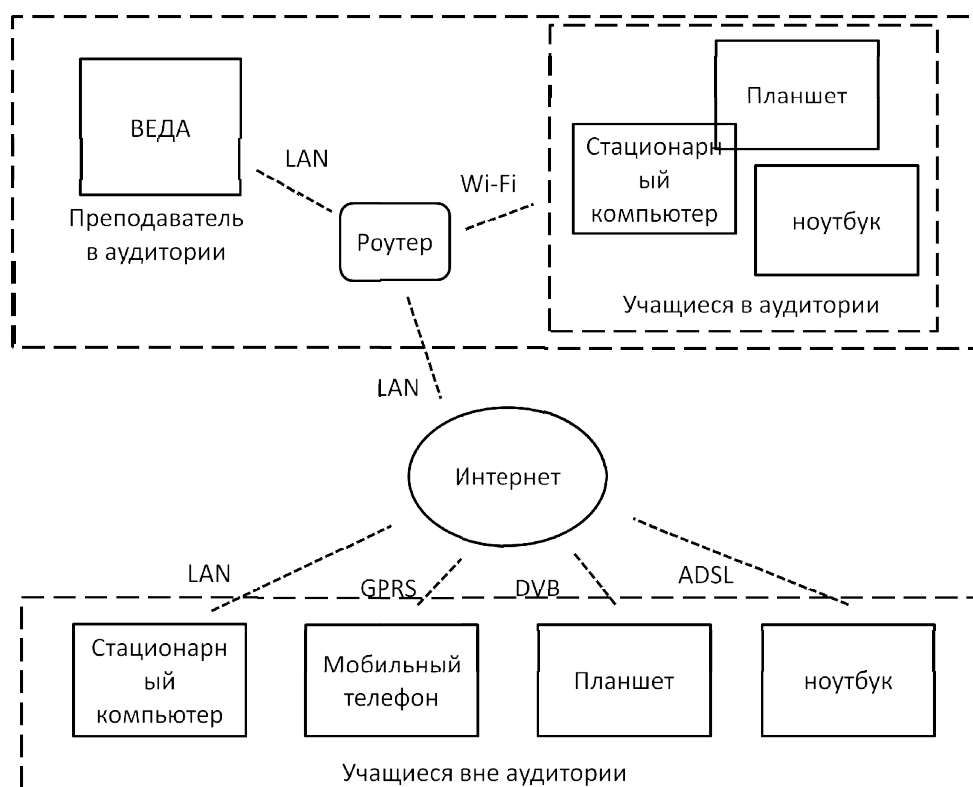 ВЕДА
Преподаватель
в аудитории
LAN
Роутер
Wi-Fi
Планшет
Стационарн
ый
компьютер
ноутбук
Учащиеся в аудитории
LAN
Интернет
LAN
GPRS
DVB
ADSL
Стационарн
ый
компьютер
Мобильный
телефон
Планшет
ноутбук
Учащиеся вне аудитории